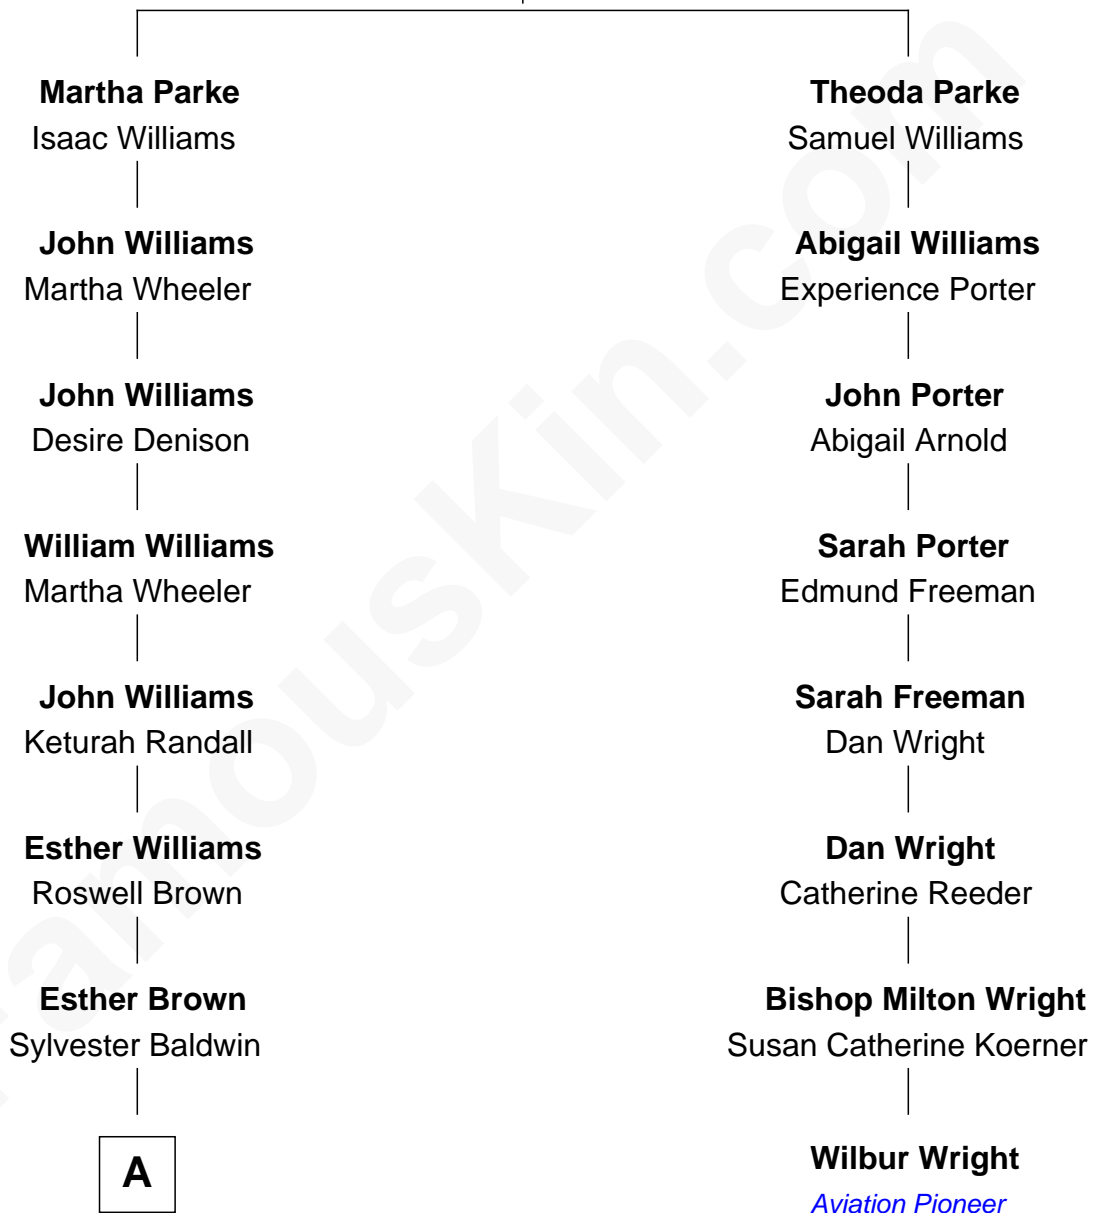 Martha Parke
Isaac Williams
John Williams
Martha Wheeler
John Williams
Desire Denison
William Williams
Martha Wheeler
John Williams
Keturah Randall
Esther Williams
Roswell Brown
Esther Brown
Sylvester Baldwin
A
Theoda Parke
Samuel Williams
Abigail Williams
Experience Porter
John Porter
Abigail Arnold
Sarah Porter
Edmund Freeman
Sarah Freeman
Dan Wright
Dan Wright
Catherine Reeder
Bishop Milton Wright
Susan Catherine Koerner
Wilbur Wright
Aviation Pioneer
FamousKin.com